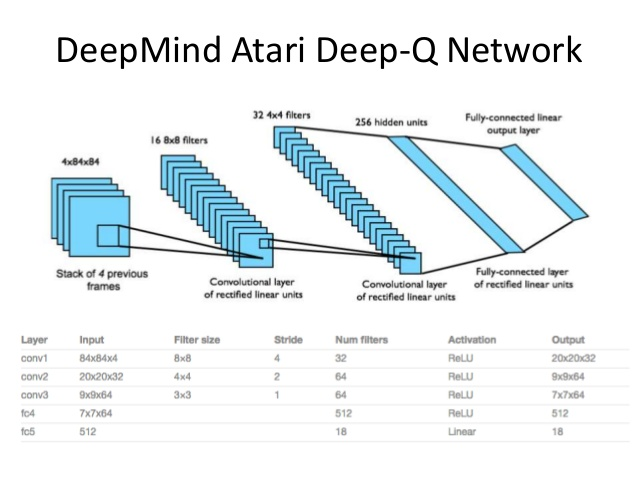 DeepMind Atari Deep-Q Network
32 4x4 filters
256 hidden units
Fully-connected linear
output layer
16 8x8 filters
4x84x84
Stack of 4 previous
frames
Convolutional layer
of rectified linear units
Convolutional layer
of rectified linear units
Fully-connected layer
of rectified linear units
Layer Input Filter size Stride Num filters Activation Output
conv1 84x84x4 8x8 4 32 ReLU 20x20x32
conv2 20x20x32 4x4 2 64 ReLU 9x9x64
conv3 9x9x64 3x3 1 64 ReLU 7x7x64
fc4 7x7x64 512 ReLU 512
fc5 512 18 Linear 18